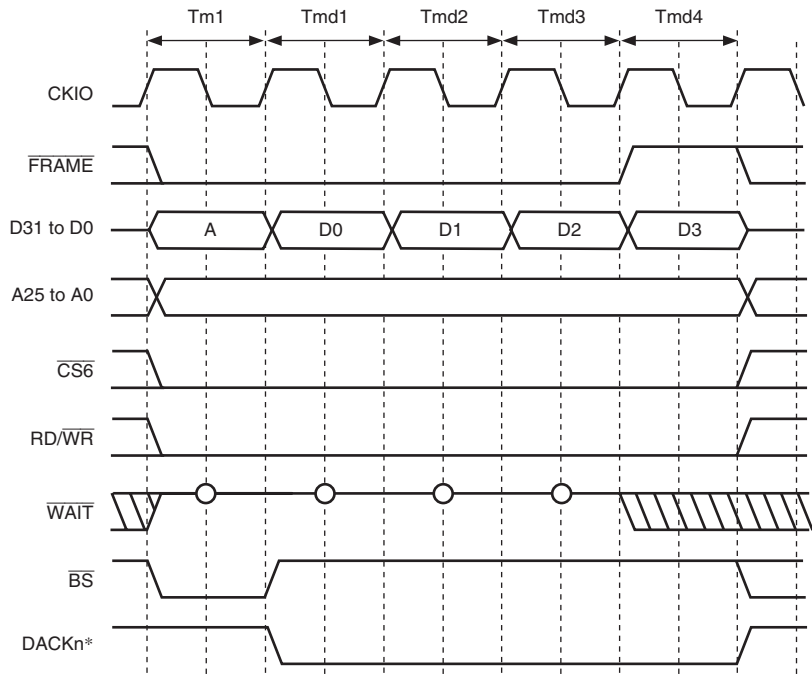 Tm1 Tmd1 Tmd2 Tmd3 Tmd4
CKIO
FRAME
D31 to D0 A D0 D1 D2 D3
A25 to A0
CS6
RD/WR
WAIT
BS
DACKn*